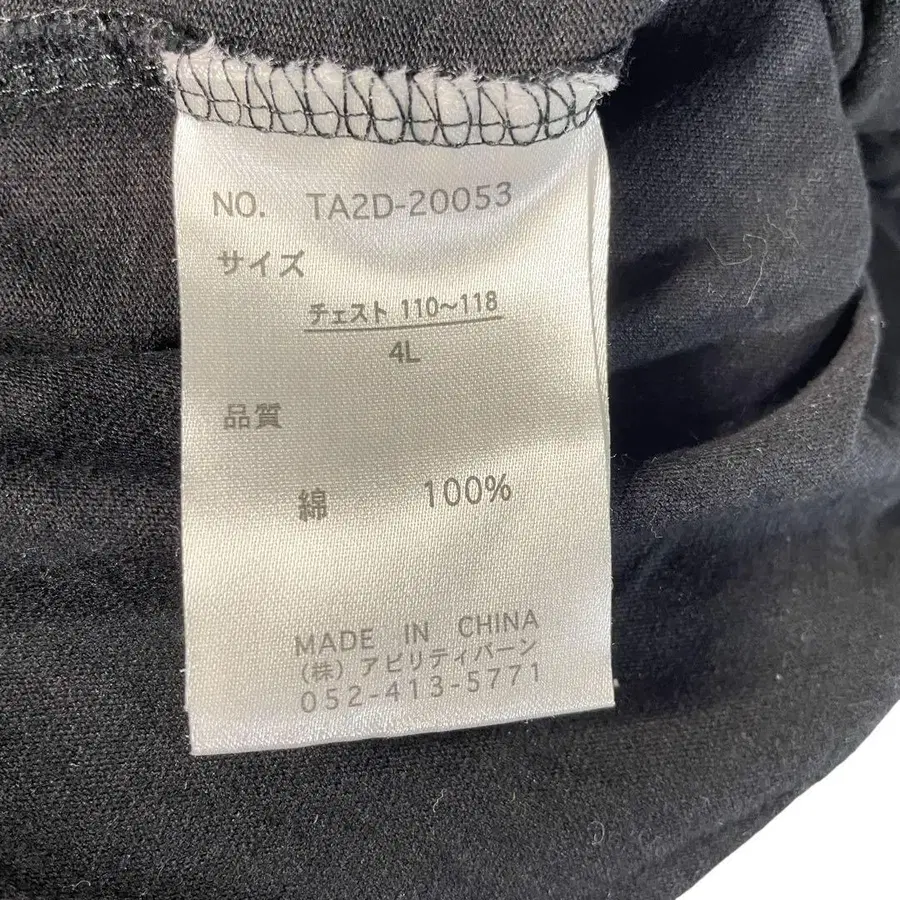 NO. TA2D-20053
サイズ
チェスト 110～118
4L
品質
綿 100%
MADE IN CHINA
(株)アビリティバーン
052-413-5771